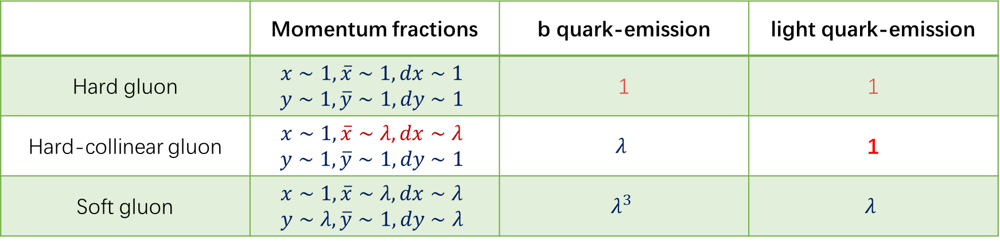 Momentum fractions
b quark-emission
light quark-emission
Hard gluon
x ~ 1, x̄ ~ 1, dx ~ 1
y ~ 1, ȳ ~ 1, dy ~ 1
1
1
Hard-collinear gluon
x ~ 1, x̄ ~ λ, dx ~ λ
y ~ 1, ȳ ~ 1, dy ~ 1
λ
1
Soft gluon
x ~ 1, x̄ ~ λ, dx ~ λ
y ~ λ, ȳ ~ 1, dy ~ λ
λ³
λ